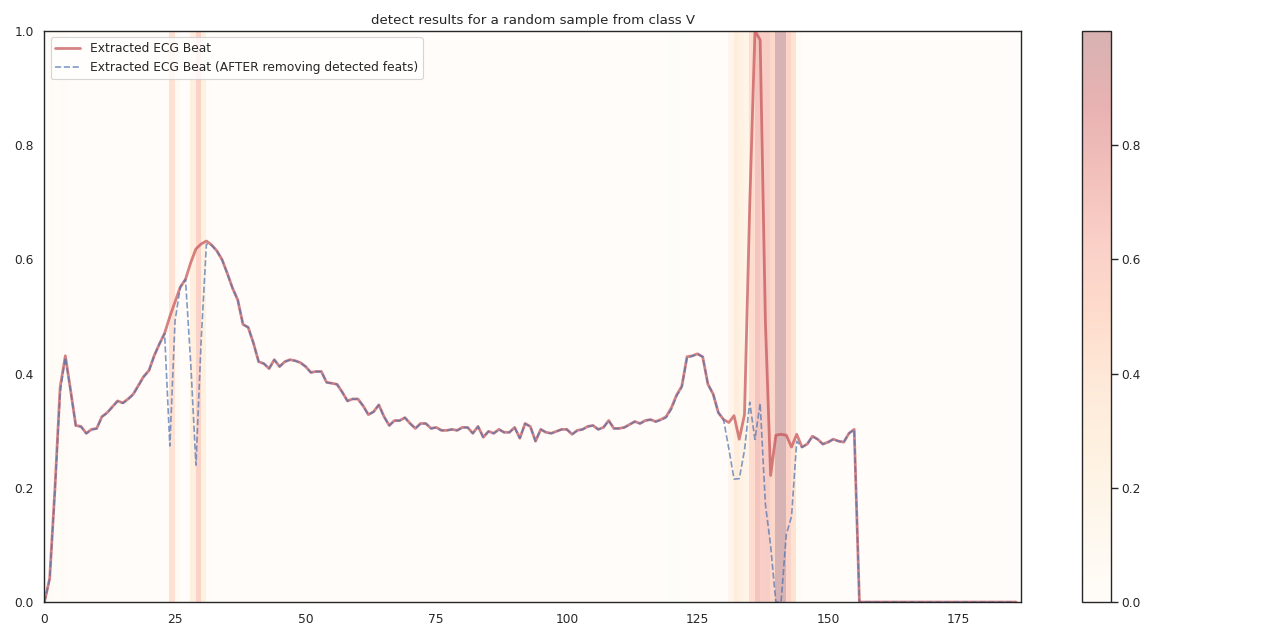 detect results for a random sample from class V
Extracted ECG Beat
Extracted ECG Beat (AFTER removing detected feats)
1.0
0.8
0.6
0.4
0.2
0.0
0 25 50 75 100 125 150 175
0.8
0.6
0.4
0.2
0.0